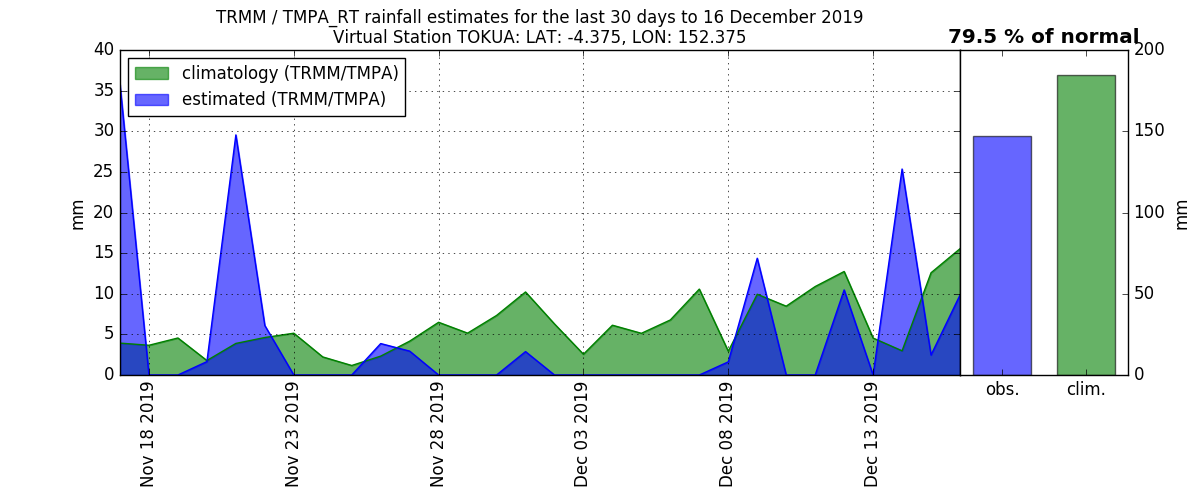 TRMM / TMPA_RT rainfall estimates for the last 30 days to 16 December 2019
Virtual Station TOKUA: LAT: -4.375, LON: 152.375
79.5 % of normal
climatology (TRMM/TMPA)
estimated (TRMM/TMPA)
40
35
30
25
20
15
10
5
0
mm
Nov 18 2019
Nov 23 2019
Nov 28 2019
Dec 03 2019
Dec 08 2019
Dec 13 2019
obs.
clim.
200
150
100
50
0
mm